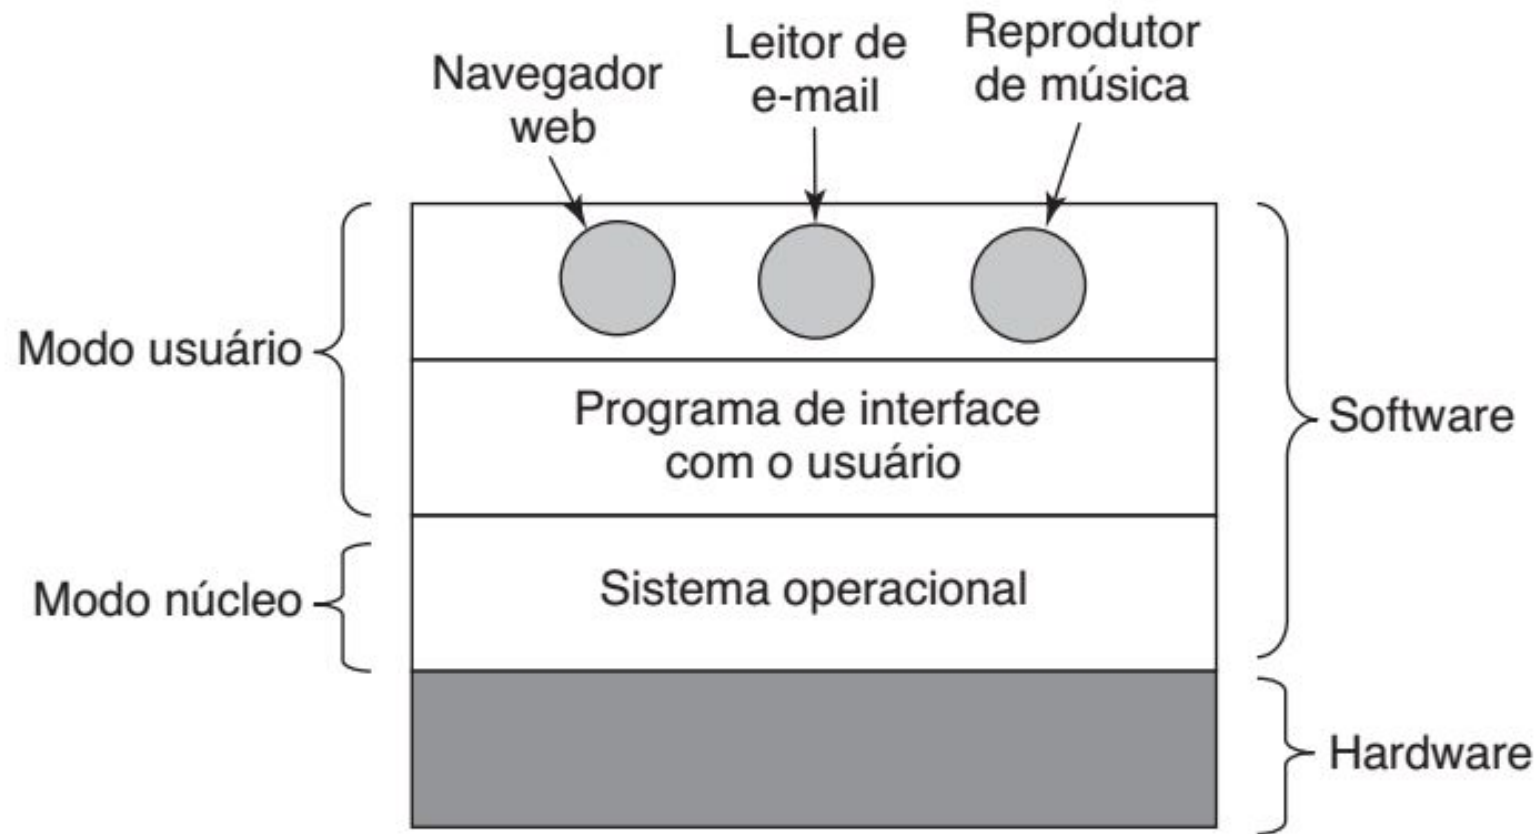 Navegador
web
Leitor de
e-mail
Reprodutor
de música
Modo usuário
Programa de interface
com o usuário
Software
Modo núcleo
Sistema operacional
Hardware